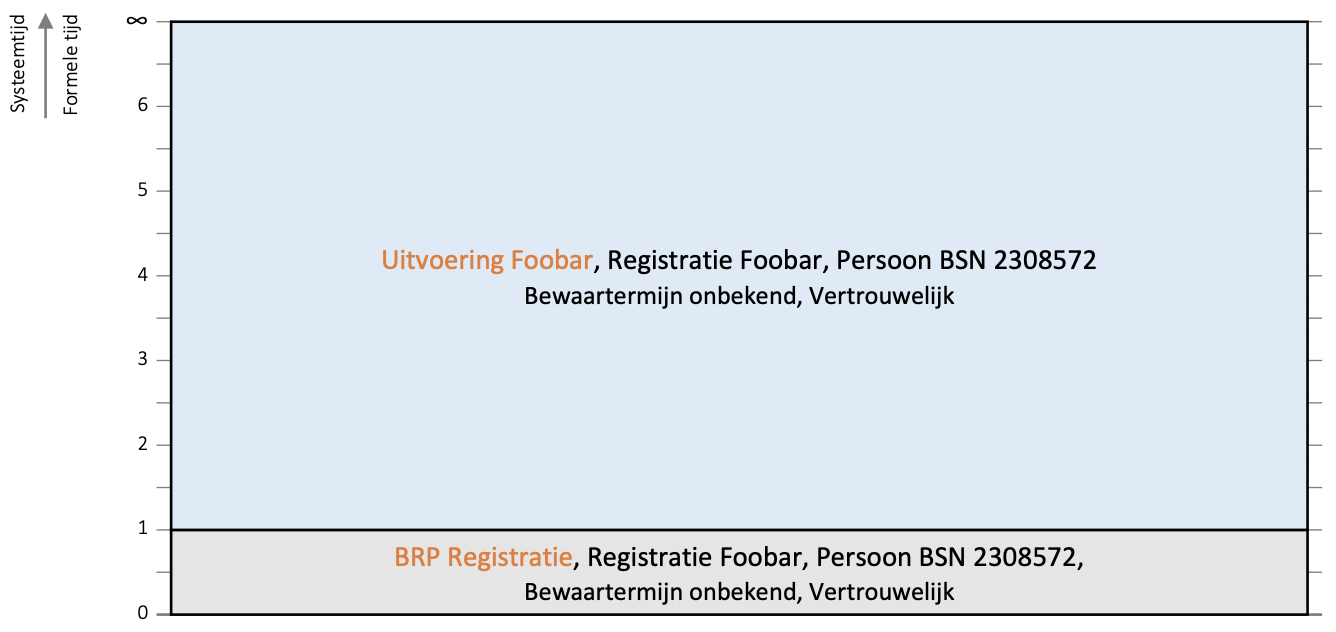 Systeemtijd
Formele tijd
∞
6
5
4
3
2
1
0
Uitvoering Foobar, Registratie Foobar, Persoon BSN 2308572
Bewaartermijn onbekend, Vertrouwelijk
BRP Registratie, Registratie Foobar, Persoon BSN 2308572,
Bewaartermijn onbekend, Vertrouwelijk